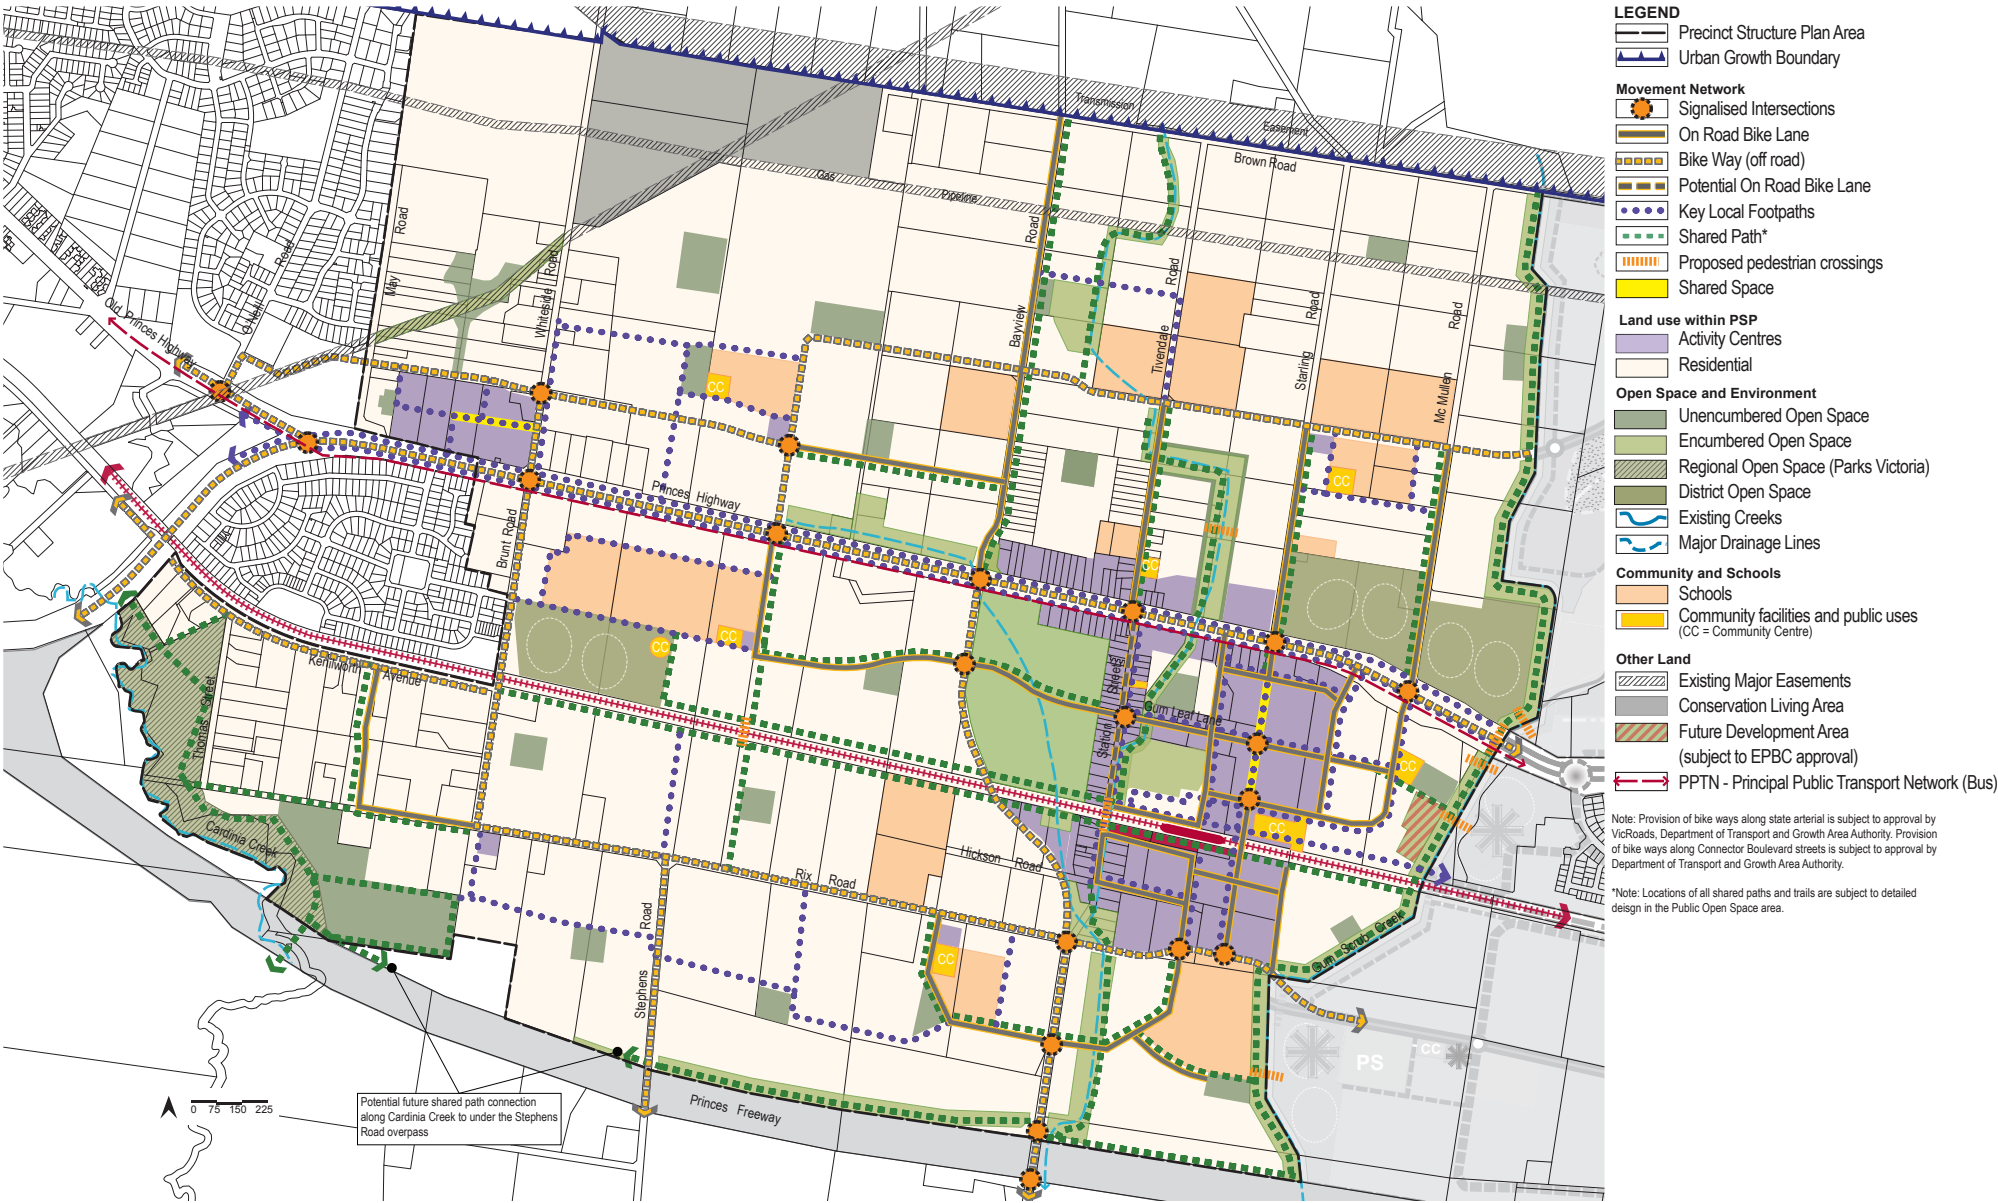 LEGEND
Precinct Structure Plan Area
Urban Growth Boundary
Movement Network
Signalised Intersections
On Road Bike Lane
Bike Way (off road)
Potential On Road Bike Lane
Key Local Footpaths
Shared Path*
Proposed pedestrian crossings
Shared Space
Land use within PSP
Activity Centres
Residential
Open Space and Environment
Unencumbered Open Space
Encumbered Open Space
Regional Open Space (Parks Victoria)
District Open Space
Existing Creeks
Major Drainage Lines
Community and Schools
Schools
Community facilities and public uses
(CC = Community Centre)
Other Land
Existing Major Easements
Conservation Living Area
Future Development Area
(subject to EPBC approval)
PPTN - Principal Public Transport Network (Bus)
Note: Provision of bike ways along state arterial is subject to approval by
VicRoads, Department of Transport and Growth Area Authority. Provision
of bike ways along Connector Boulevard streets is subject to approval by
Department of Transport and Growth Area Authority.
*Note: Locations of all shared paths and trails are subject to detailed
deisgn in the Public Open Space area.
Transmission
Easement
Brown Road
Gas
Pipeline
May Road
Whiteside Road
Bayview Road
Tivendale Road
Starling Road
Mc Mullen Road
O'Neil Road
Old Princes Highway
Princes Highway
Brunt Road
CC
CC
CC
CC
CC
CC
CC
CC
Kenilworth Avenue
Thomas Street
Station Street
Gum Leaf Lane
Cardinia Creek
Rix Road
Hickson Road
Stephens Road
Gum Scrub Creek
PS
CC
Princes Freeway
0 75 150 225
Potential future shared path connection
along Cardinia Creek to under the Stephens
Road overpass